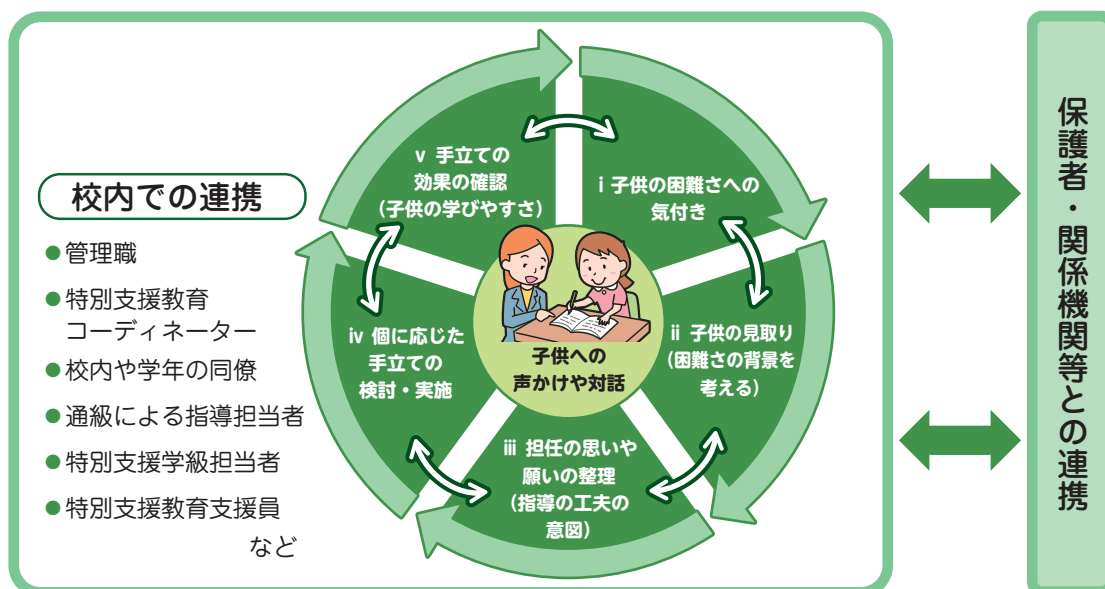 校内での連携
●管理職
●特別支援教育
コーディネーター
●校内や学年の同僚
●通級による指導担当者
●特別支援学級担当者
●特別支援教育支援員
など
ⅰ 子供の困難さへの
気付き
ⅱ 子供の見取り
(困難さの背景を
考える)
ⅲ 担任の思いや
願いの整理
(指導の工夫の
意図)
ⅳ 個に応じた
手立ての
検討・実施
ⅴ 手立ての
効果の確認
(子供の学びやすさ)
子供への
声かけや対話
保護者・関係機関等との連携